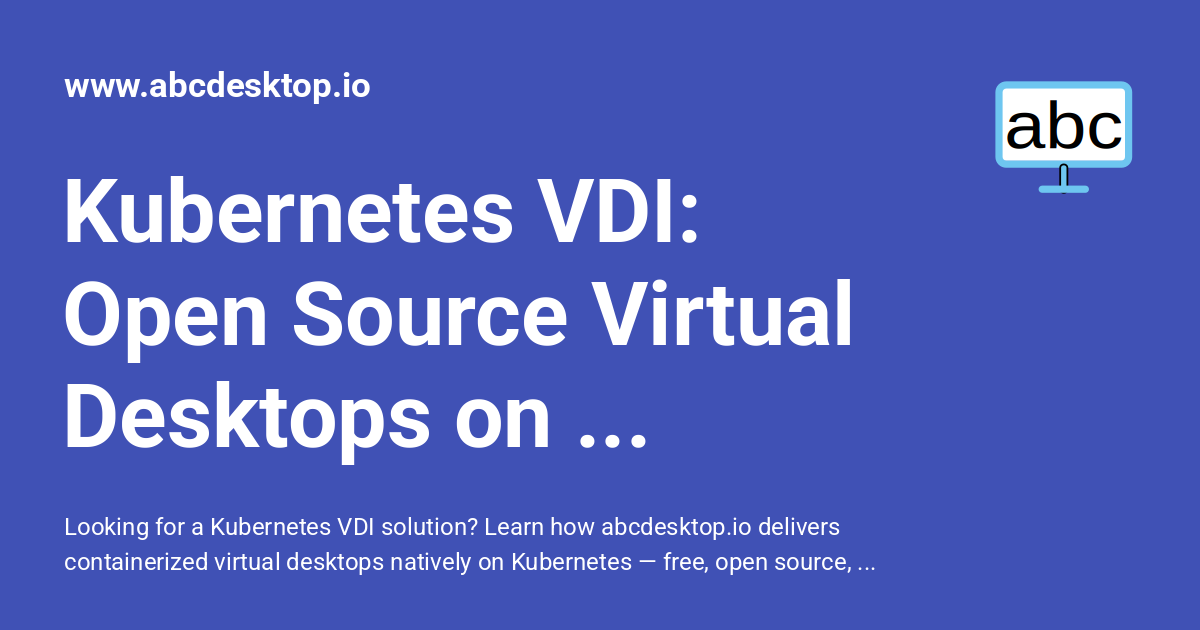 www.abcdesktop.io
abc
Kubernetes VDI:
Open Source Virtual
Desktops on ...
Looking for a Kubernetes VDI solution? Learn how abcdesktop.io delivers
containerized virtual desktops natively on Kubernetes — free, open source, ...